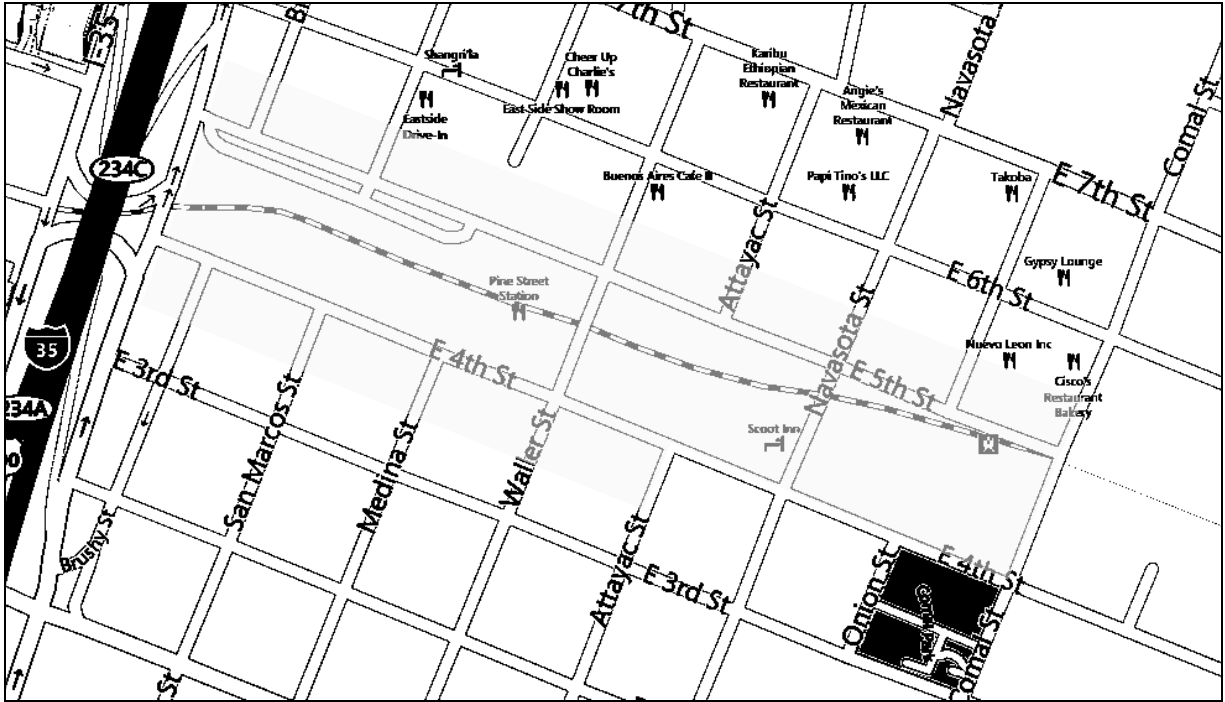 I-35
7th St
Navasota
Shangri'la
Cheer Up
Charlie's
Karibu
Ethiopian
Restaurant
Angie's
Mexican
Restaurant
Comal St
East Side Show Room
Eastside
Drive-In
234C
Buenos Aires Cafe II
Papi Tino's LLC
Takoba
E 7th St
Attayac St
Gypsy Lounge
E 6th St
Pine Street
Station
Navasota St
35
E 3rd St
E 4th St
E 5th St
Nuevo Leon Inc
Cisco's
Restaurant
Bakery
234A
San Marcos St
Medina St
Waller St
Scoot Inn
Brushy St
Attayac St
E 3rd St
Onion St
E 4th St
Comal St
St